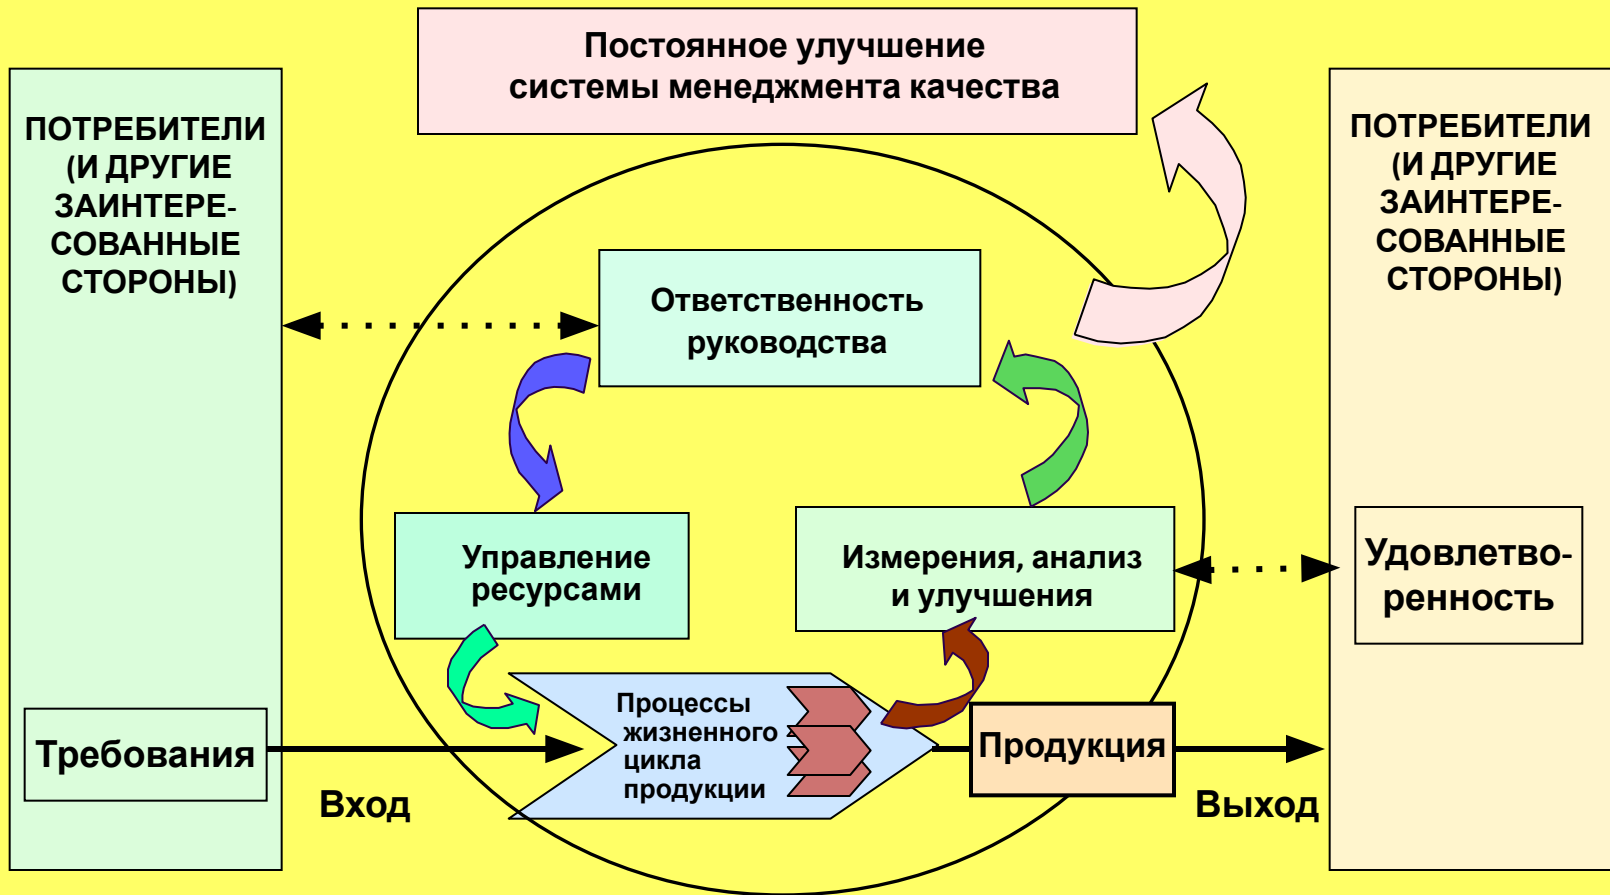 Постоянное улучшение
системы менеджмента качества
ПОТРЕБИТЕЛИ
(И ДРУГИЕ
ЗАИНТЕРЕ-
СОВАННЫЕ
СТОРОНЫ)
ПОТРЕБИТЕЛИ
(И ДРУГИЕ
ЗАИНТЕРЕ-
СОВАННЫЕ
СТОРОНЫ)
Ответственность
руководства
Управление
ресурсами
Измерения, анализ
и улучшения
Удовлетво-
ренность
Требования
Вход
Процессы
жизненного
цикла
продукции
Продукция
Выход